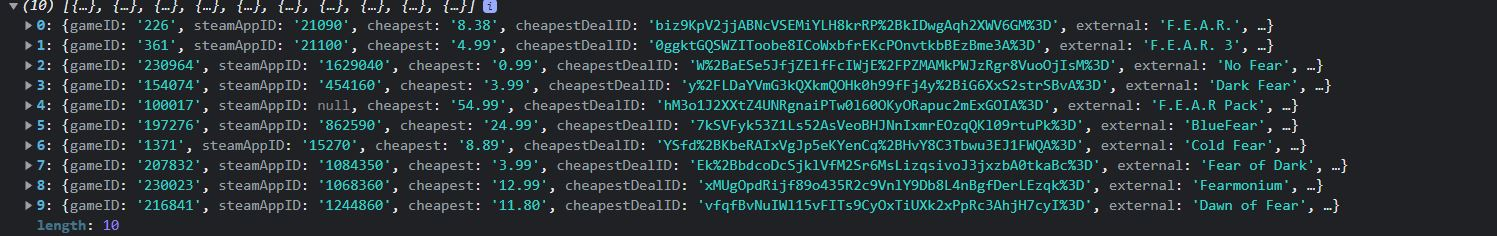 (10) [{…}, {…}, {…}, {…}, {…}, {…}, {…}, {…}, {…}, {…}]
0: {gameID: '226', steamAppID: '21090', cheapest: '8.38', cheapestDealID: 'biz9KpV2jjABNcVSEMiYLH8krRP%2BkIDwgAqh2XWV6GM%3D', external: 'F.E.A.R.', …}
1: {gameID: '361', steamAppID: '21100', cheapest: '4.99', cheapestDealID: '0ggktGQSWZIToobe8ICoWxbfrEKcPOnvtkbBEzBme3A%3D', external: 'F.E.A.R. 3', …}
2: {gameID: '230964', steamAppID: '1629040', cheapest: '0.99', cheapestDealID: 'W%2BaESe5JfjZElfFcIWjE%2FPZMAMkPWJzRgr8VuoOjIsM%3D', external: 'No Fear', …}
3: {gameID: '154074', steamAppID: '454160', cheapest: '3.99', cheapestDealID: 'y%2FLDaYVmG3kQXkmQOHk0h99fFj4y%2BiG6XxS2strSBvA%3D', external: 'Dark Fear', …}
4: {gameID: '100017', steamAppID: null, cheapest: '54.99', cheapestDealID: 'hM3o1J2XXtZ4UNRgnaiPTw0l60OKyORapuc2mExGOIA%3D', external: 'F.E.A.R Pack', …}
5: {gameID: '197276', steamAppID: '862590', cheapest: '24.99', cheapestDealID: '7kSVFyk53Z1Ls52AsVeoBHJNnIxmrEOzqQKl09rtuPk%3D', external: 'BlueFear', …}
6: {gameID: '1371', steamAppID: '15270', cheapest: '8.89', cheapestDealID: 'YSfd%2BKbeRAIxVgJp5eKYenCq%2BHvY8C3Tbwu3EJ1FWQA%3D', external: 'Cold Fear', …}
7: {gameID: '207832', steamAppID: '1084350', cheapest: '3.99', cheapestDealID: 'Ek%2BbdcoDcSjklVfM2Sr6MsLizqsivoJ3jxzbA0tkaBc%3D', external: 'Fear of Dark', …}
8: {gameID: '230023', steamAppID: '1068360', cheapest: '12.99', cheapestDealID: 'xMUgOpdRijf89o435R2c9VnlY9Db8L4nBgfDerLEzqk%3D', external: 'Fearmonium', …}
9: {gameID: '216841', steamAppID: '1244860', cheapest: '11.80', cheapestDealID: 'vfqfBvNuIWl15vFITs9CyOxTiUXk2xPpRc3AhjH7cyI%3D', external: 'Dawn of Fear', …}
length: 10